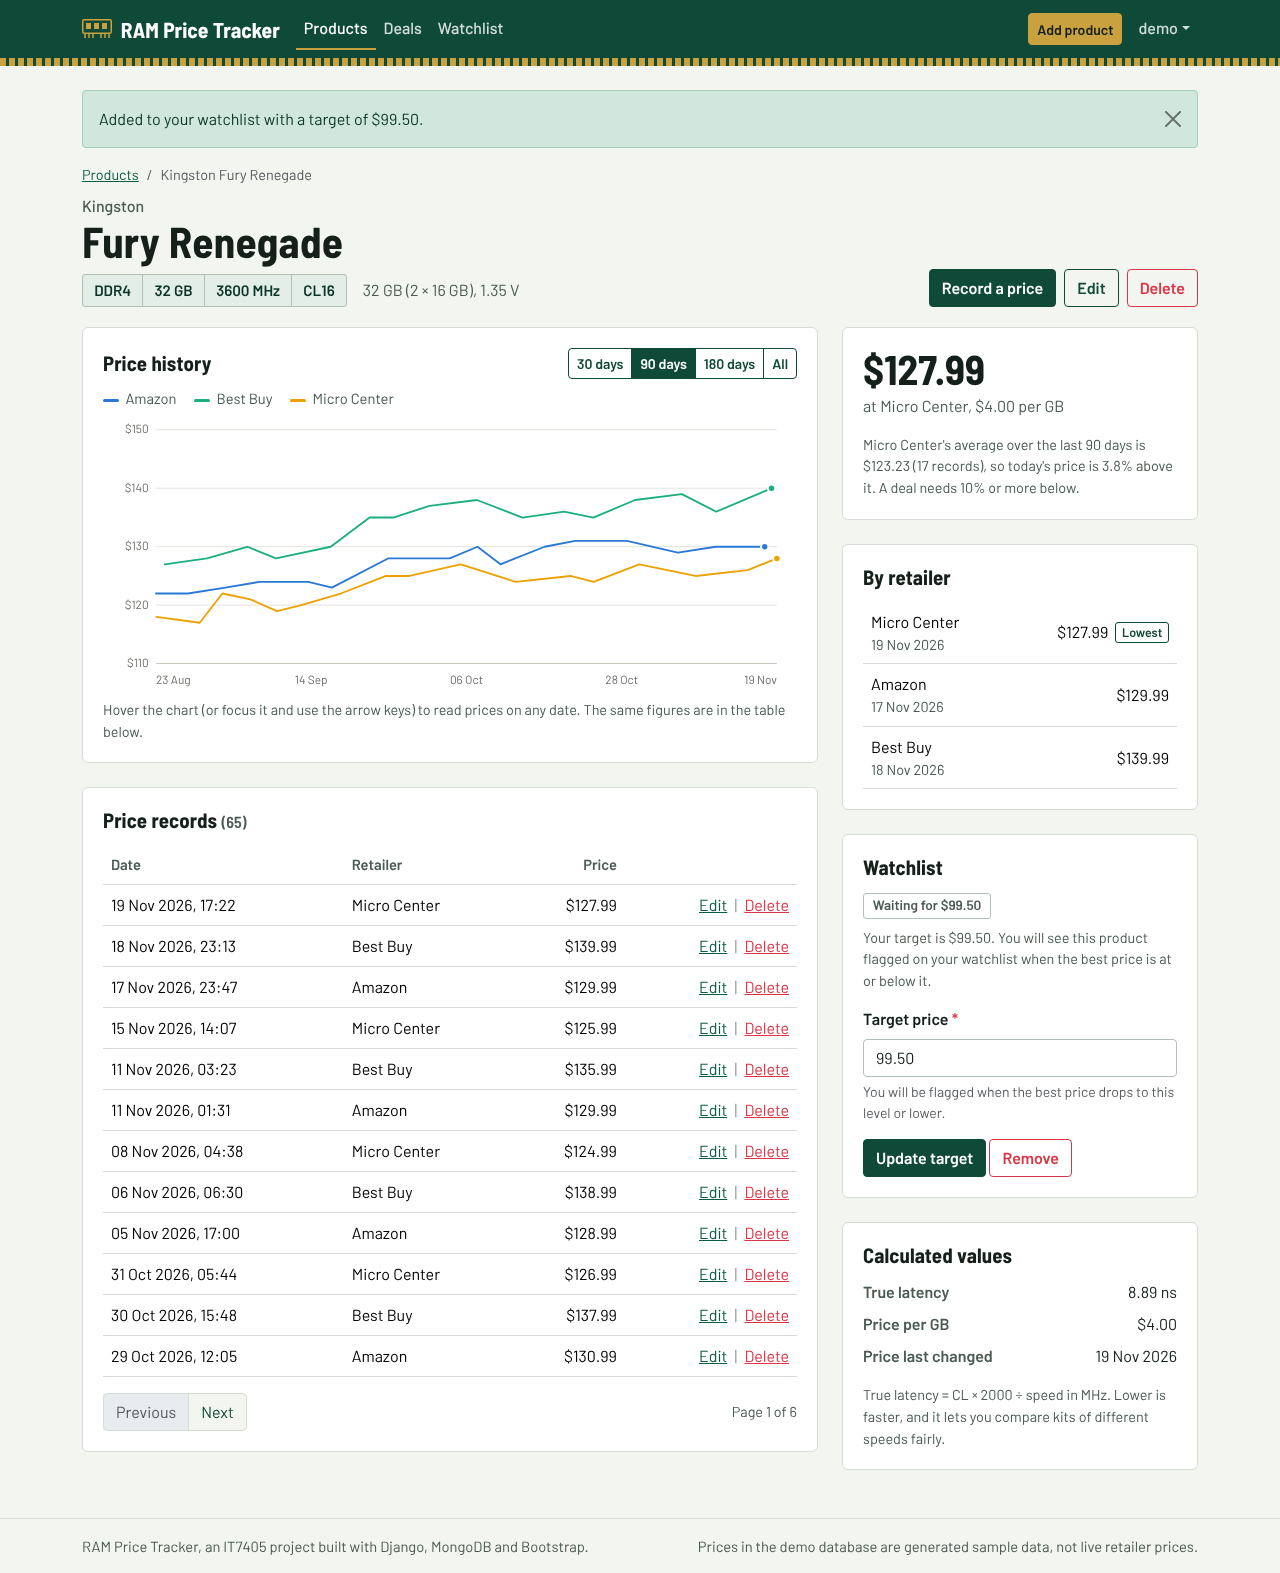 RAM Price Tracker
Products
Deals
Watchlist
Add product
demo
Added to your watchlist with a target of $99.50.
Products / Kingston Fury Renegade
Kingston
Fury Renegade
DDR4
32 GB
3600 MHz
CL16
32 GB (2 × 16 GB), 1.35 V
Record a price
Edit
Delete
Price history
30 days
90 days
180 days
All
Amazon
Best Buy
Micro Center
$150
$140
$130
$120
$110
23 Aug
14 Sep
06 Oct
28 Oct
19 Nov
Hover the chart (or focus it and use the arrow keys) to read prices on any date. The same figures are in the table
below.
$127.99
at Micro Center, $4.00 per GB
Micro Center's average over the last 90 days is
$123.23 (17 records), so today's price is 3.8% above
it. A deal needs 10% or more below.
By retailer
Micro Center
19 Nov 2026
$127.99 Lowest
Amazon
17 Nov 2026
$129.99
Best Buy
18 Nov 2026
$139.99
Price records (65)
Date Retailer Price
19 Nov 2026, 17:22 Micro Center $127.99 Edit | Delete
18 Nov 2026, 23:13 Best Buy $139.99 Edit | Delete
17 Nov 2026, 23:47 Amazon $129.99 Edit | Delete
15 Nov 2026, 14:07 Micro Center $125.99 Edit | Delete
11 Nov 2026, 03:23 Best Buy $135.99 Edit | Delete
11 Nov 2026, 01:31 Amazon $129.99 Edit | Delete
08 Nov 2026, 04:38 Micro Center $124.99 Edit | Delete
06 Nov 2026, 06:30 Best Buy $138.99 Edit | Delete
05 Nov 2026, 17:00 Amazon $128.99 Edit | Delete
31 Oct 2026, 05:44 Micro Center $126.99 Edit | Delete
30 Oct 2026, 15:48 Best Buy $137.99 Edit | Delete
29 Oct 2026, 12:05 Amazon $130.99 Edit | Delete
Previous
Next
Page 1 of 6
Watchlist
Waiting for $99.50
Your target is $99.50. You will see this product
flagged on your watchlist when the best price is at
or below it.
Target price *
99.50
You will be flagged when the best price drops to this
level or lower.
Update target
Remove
Calculated values
True latency 8.89 ns
Price per GB $4.00
Price last changed 19 Nov 2026
True latency = CL × 2000 ÷ speed in MHz. Lower is
faster, and it lets you compare kits of different
speeds fairly.
RAM Price Tracker, an IT7405 project built with Django, MongoDB and Bootstrap.
Prices in the demo database are generated sample data, not live retailer prices.